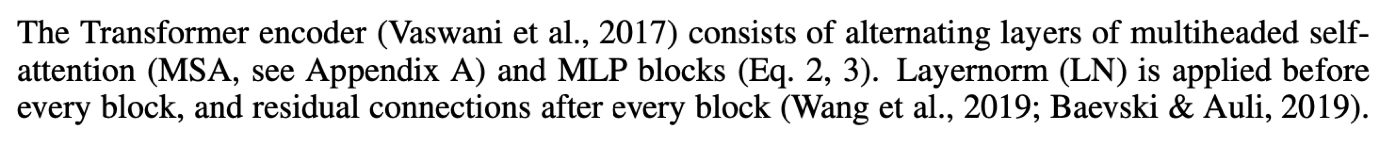 The Transformer encoder (Vaswani et al., 2017) consists of alternating layers of multiheaded self-
attention (MSA, see Appendix A) and MLP blocks (Eq. 2, 3). Layernorm (LN) is applied before
every block, and residual connections after every block (Wang et al., 2019; Baevski & Auli, 2019).